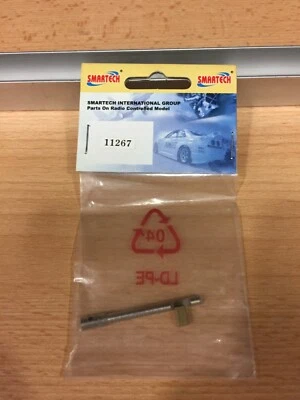 SMARTECH
SMARTECH
SMARTECH INTERNATIONAL GROUP
Parts On Radio Controlled Model
11267
04
LD-PE